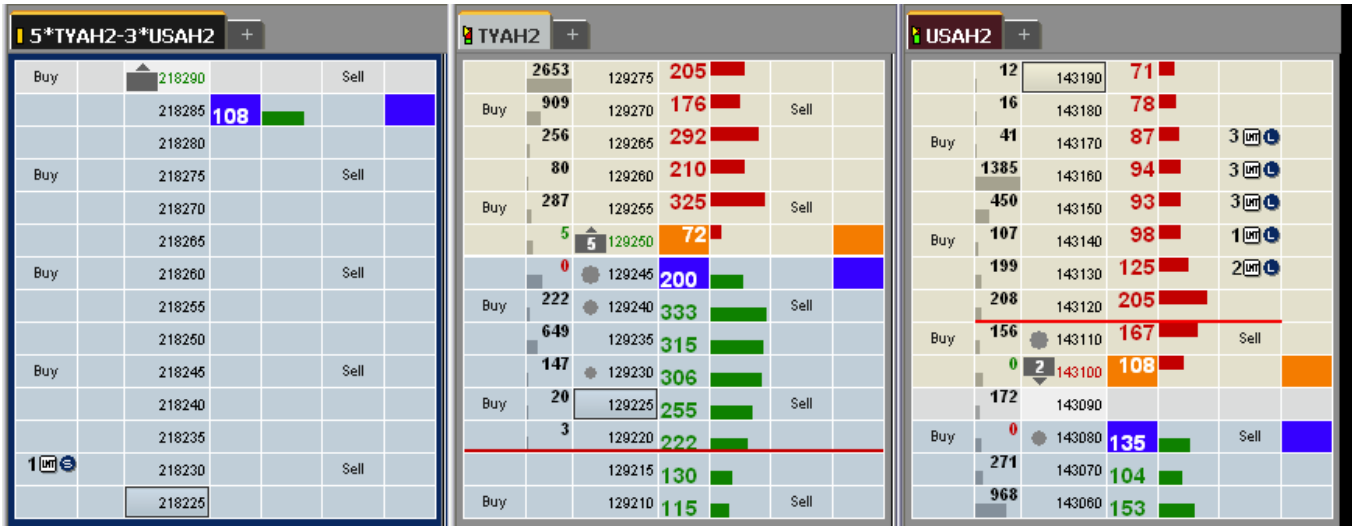 5*TYAH2-3*USAH2 +
Buy 218290 Sell
218285 108
218280
Buy 218275 Sell
218270
218265
Buy 218260 Sell
218255
218250
Buy 218245 Sell
218240
218235
1 LMT S 218230 Sell
218225
TYAH2 +
2653 129275 205
Buy 909 129270 176 Sell
256 129265 292
80 129260 210
Buy 287 129255 325 Sell
5 5 129250 72
0 129245 200
Buy 222 129240 333 Sell
649 129235 315
147 129230 306
Buy 20 129225 255 Sell
3 129220 222
129215 130
Buy 129210 115 Sell
USAH2 +
12 143190 71
16 143180 78
Buy 41 143170 87 3 LMT L
1385 143160 94 3 LMT L
450 143150 93 3 LMT L
Buy 107 143140 98 1 LMT L
199 143130 125 2 LMT L
208 143120 205
Buy 156 143110 167 Sell
0 2 143100 108
172 143090
Buy 0 143080 135 Sell
271 143070 104
968 143060 153